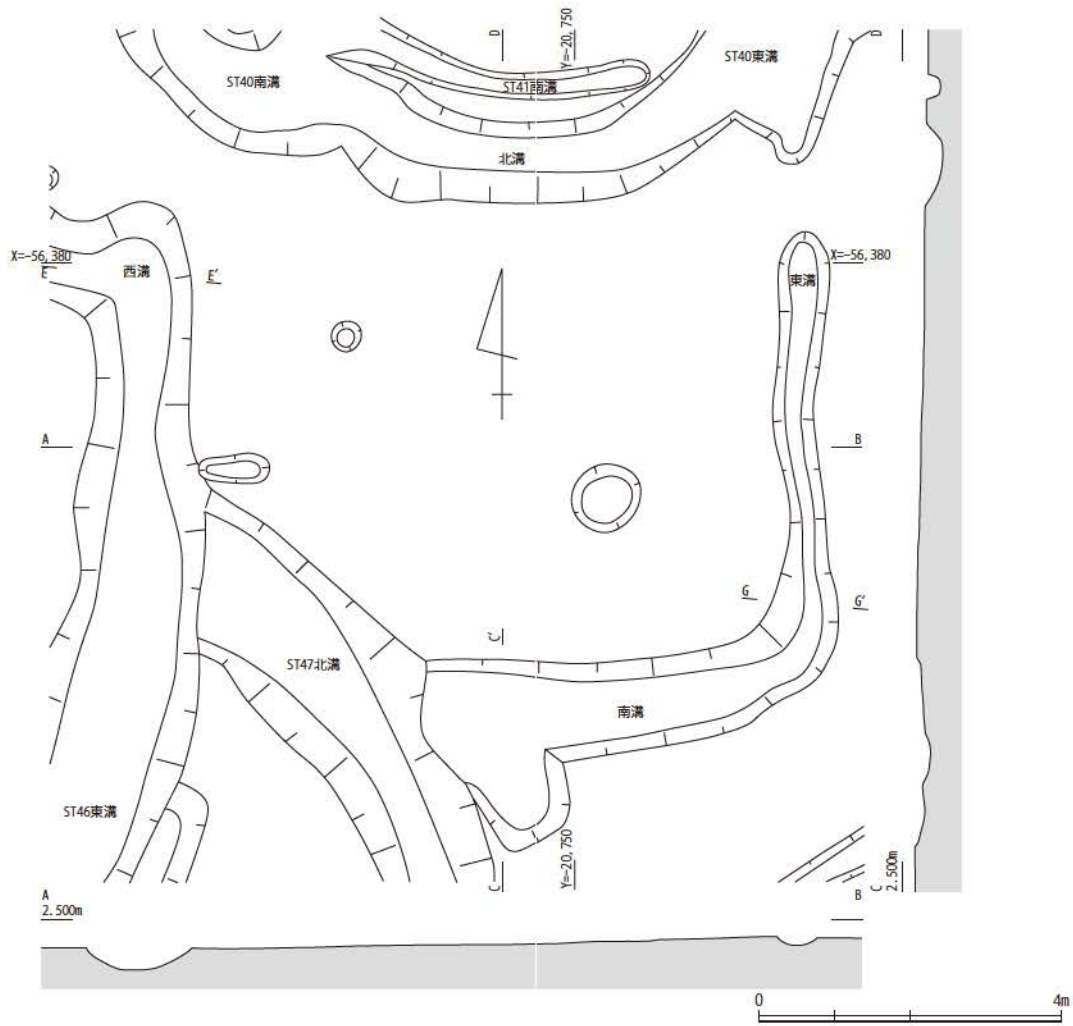 D
Y=-20,750
D´
ST40東溝
ST40南溝
ST41南溝
北溝
X=-56,380
E
西溝
E´
X=-56,380
東溝
A
B
G
G´
C´
ST47北溝
南溝
ST46東溝
C
Y=-20,750
C
2.500m
A
2.500m
B
0
4m